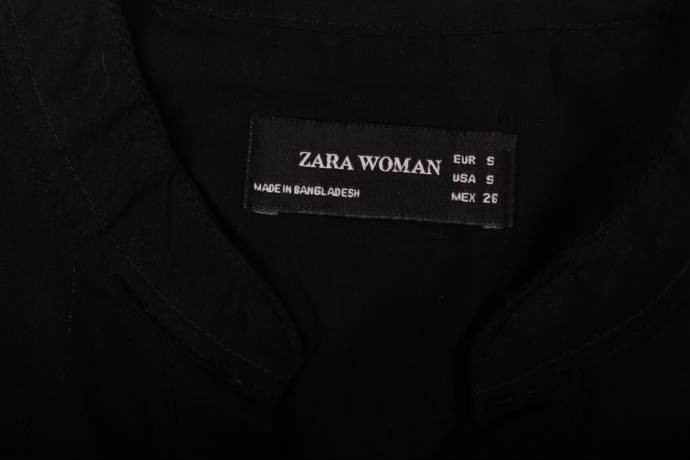 ZARA WOMAN
MADE IN BANGLADESH
EUR S
USA S
MEX 26